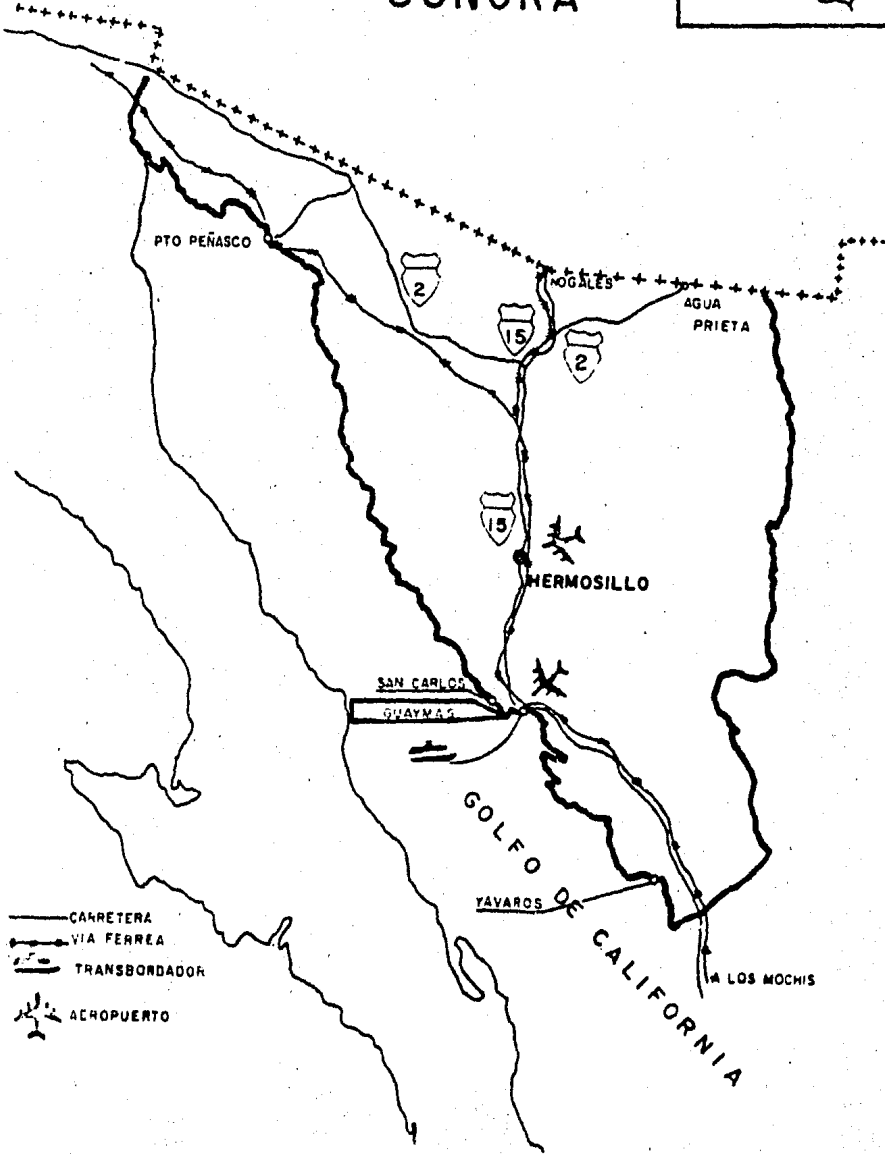 SONORA
PTO PEÑASCO
2
NOGALES
AGUA
PRIETA
15
2
15
HERMOSILLO
SAN CARLOS
GUAYMAS
GOLFO DE CALIFORNIA
YAVAROS
CARRETERA
VIA FERREA
TRANSBORDADOR
AEROPUERTO
A LOS MOCHIS